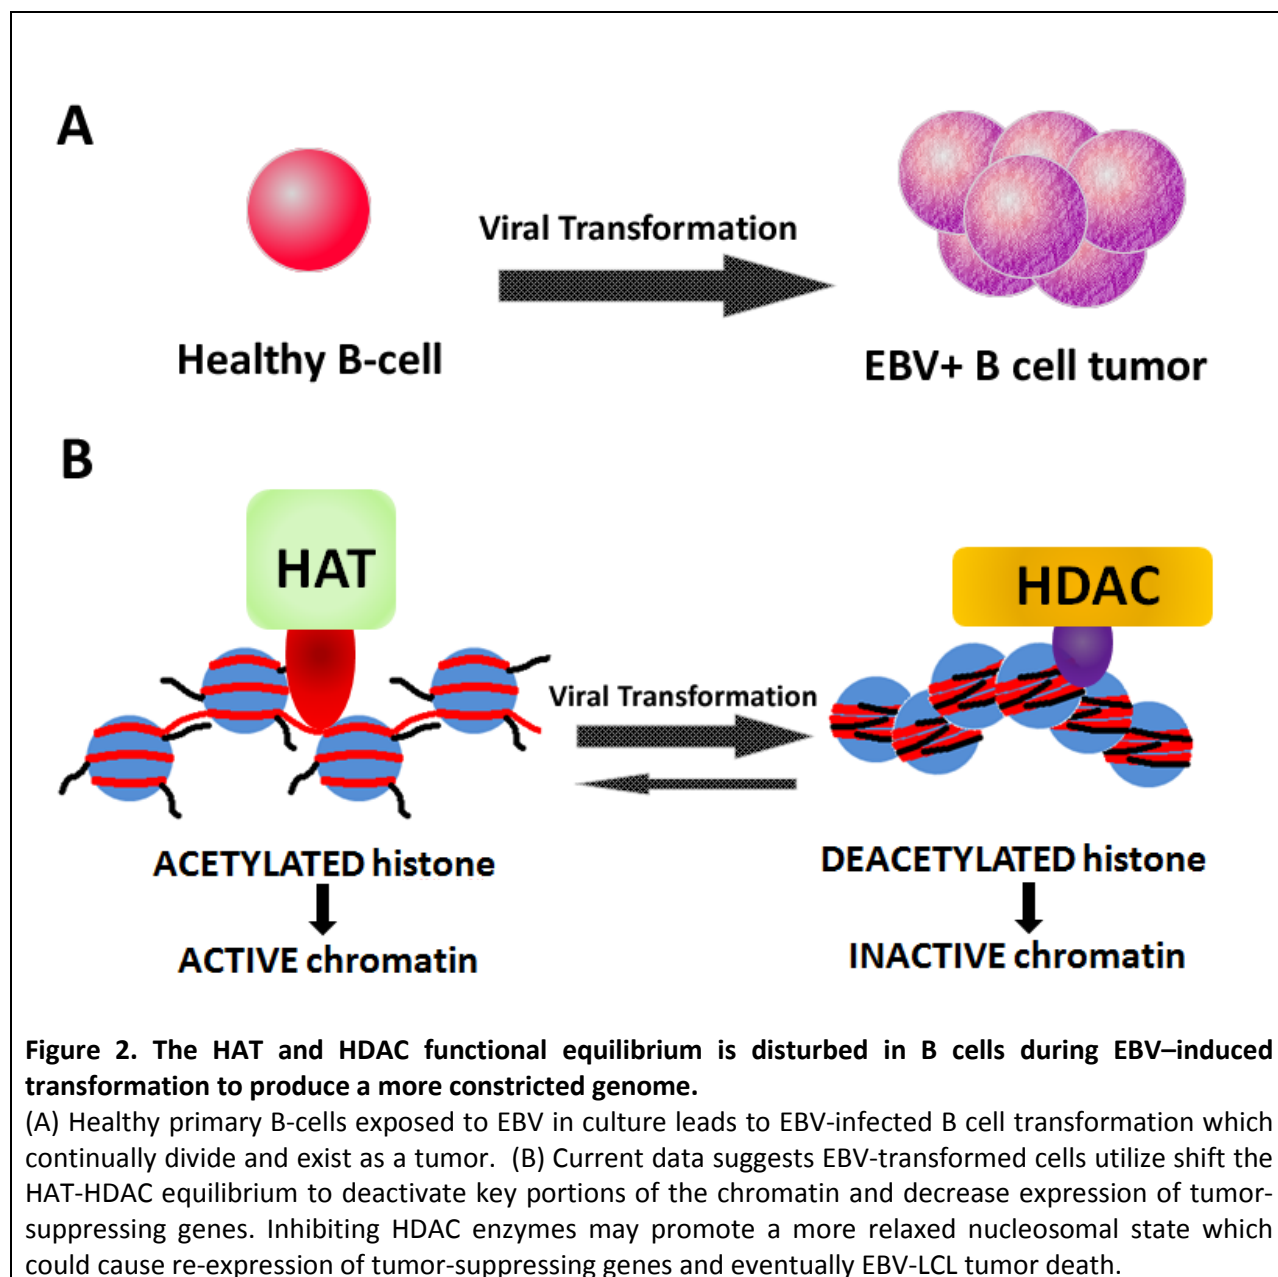 A
Viral Transformation
Healthy B-cell
EBV+ B cell tumor
B
HAT
HDAC
Viral Transformation
ACETYLATED histone
DEACETYLATED histone
ACTIVE chromatin
INACTIVE chromatin
Figure 2. The HAT and HDAC functional equilibrium is disturbed in B cells during EBV–induced
transformation to produce a more constricted genome.
(A) Healthy primary B-cells exposed to EBV in culture leads to EBV-infected B cell transformation which
continually divide and exist as a tumor. (B) Current data suggests EBV-transformed cells utilize shift the
HAT-HDAC equilibrium to deactivate key portions of the chromatin and decrease expression of tumor-
suppressing genes. Inhibiting HDAC enzymes may promote a more relaxed nucleosomal state which
could cause re-expression of tumor-suppressing genes and eventually EBV-LCL tumor death.